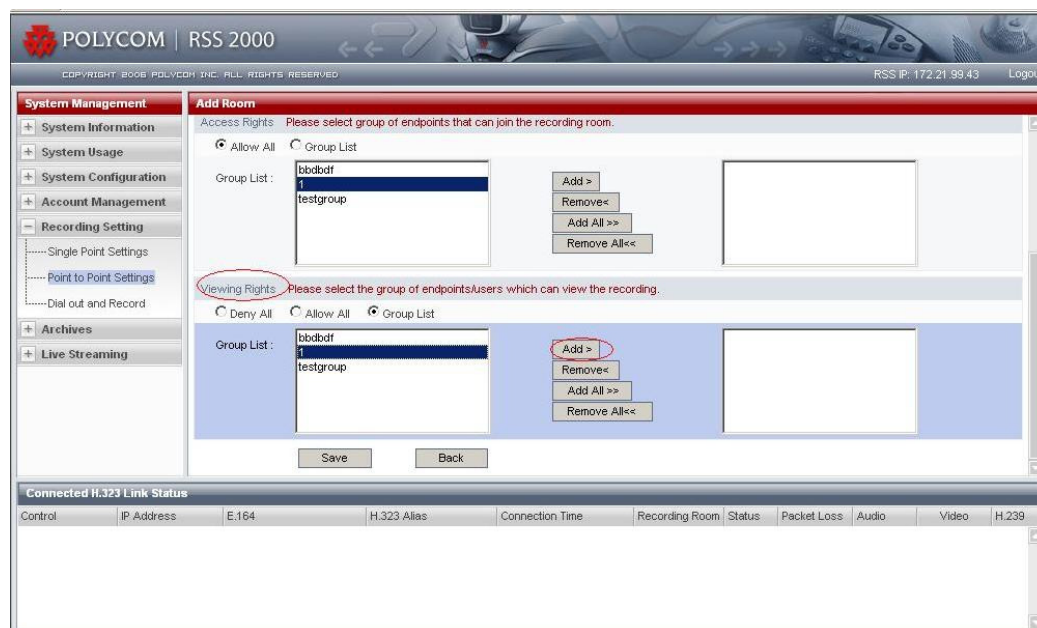 POLYCOM | RSS 2000
COPYRIGHT 2006 POLYCOM INC. ALL RIGHTS RESERVED
RSS IP: 172.21.99.43 Logou
System Management
+ System Information
+ System Usage
+ System Configuration
+ Account Management
- Recording Setting
Single Point Settings
Point to Point Settings
Dial out and Record
+ Archives
+ Live Streaming
Add Room
Access Rights Please select group of endpoints that can join the recording room.
Allow All Group List
Group List :
bbdbdf
1
testgroup
Add >
Remove<
Add All >>
Remove All<<
Viewing Rights Please select the group of endpoints/users which can view the recording.
Deny All Allow All Group List
Group List :
bbdbdf
1
testgroup
Add >
Remove<
Add All >>
Remove All<<
Save Back
Connected H.323 Link Status
Control IP Address E.164 H.323 Alias Connection Time Recording Room Status Packet Loss Audio Video H.239